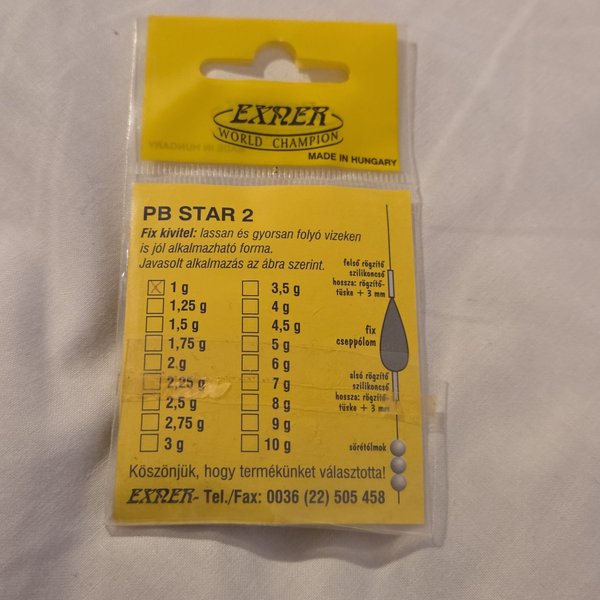 EXNER
WORLD CHAMPION
MADE IN HUNGARY
PB STAR 2
Fix kivitel: lassan és gyorsan folyó vizeken
is jól alkalmazható forma.
Javasolt alkalmazás az ábra szerint.
1 g
1,25 g
1,5 g
1,75 g
2 g
2,25 g
2,5 g
2,75 g
3 g
3,5 g
4 g
4,5 g
5 g
6 g
7 g
8 g
9 g
10 g
felső rögzítő
szilikoncső
hossza: rögzítő-
tüske + 3 mm
fix
cseppólom
alsó rögzítő
szilikoncső
hossza: rögzítő-
tüske + 3 mm
sörétólmok
Köszönjük, hogy termékünket választotta!
EXNER- Tel./Fax: 0036 (22) 505 458